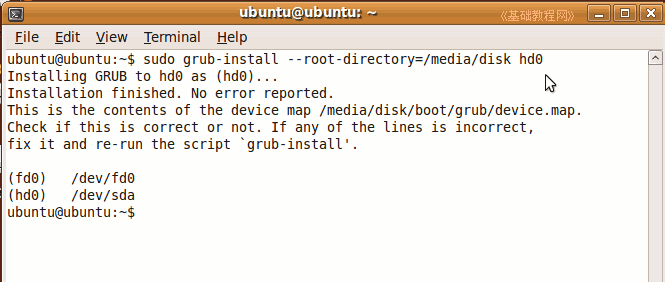 ubuntu@ubuntu: ~
《基础教程网》
File Edit View Terminal Help
ubuntu@ubuntu:~$ sudo grub-install --root-directory=/media/disk hd0
Installing GRUB to hd0 as (hd0)...
Installation finished. No error reported.
This is the contents of the device map /media/disk/boot/grub/device.map.
Check if this is correct or not. If any of the lines is incorrect,
fix it and re-run the script `grub-install'.
(fd0)   /dev/fd0
(hd0)   /dev/sda
ubuntu@ubuntu:~$